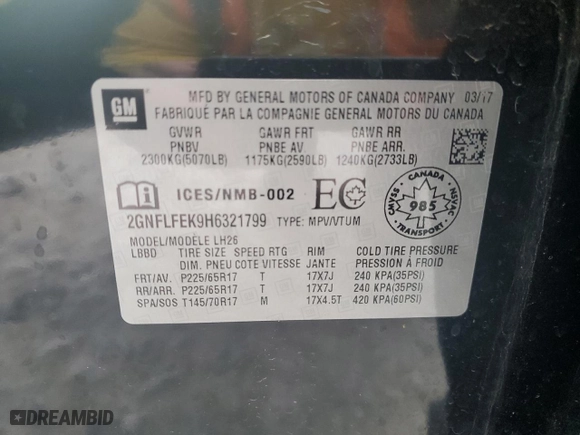 GM
MFD BY GENERAL MOTORS OF CANADA COMPANY 03/17
FABRIQUÉ PAR LA COMPAGNIE GENERAL MOTORS DU CANADA
GVWR GAWR FRT GAWR RR
PNBV PNBE AV. PNBE ARR.
2300KG(5070LB) 1175KG(2590LB) 1240KG(2733LB)
ICES/NMB-002 EC
CANADA
CMVSS 985 NSVAC
TRANSPORT
2GNFLFEK9H6321799 TYPE: MPV/VTUM
MODEL/MODÈLE LH26
LBBD TIRE SIZE SPEED RTG RIM COLD TIRE PRESSURE
DIM. PNEU COTE VITESSE JANTE PRESSION À FROID
FRT/AV. P225/65R17 T 17X7J 240 KPA(35PSI)
RR/ARR. P225/65R17 T 17X7J 240 KPA(35PSI)
SPA/SOS T145/70R17 M 17X4.5T 420 KPA(60PSI)
DREAMBID